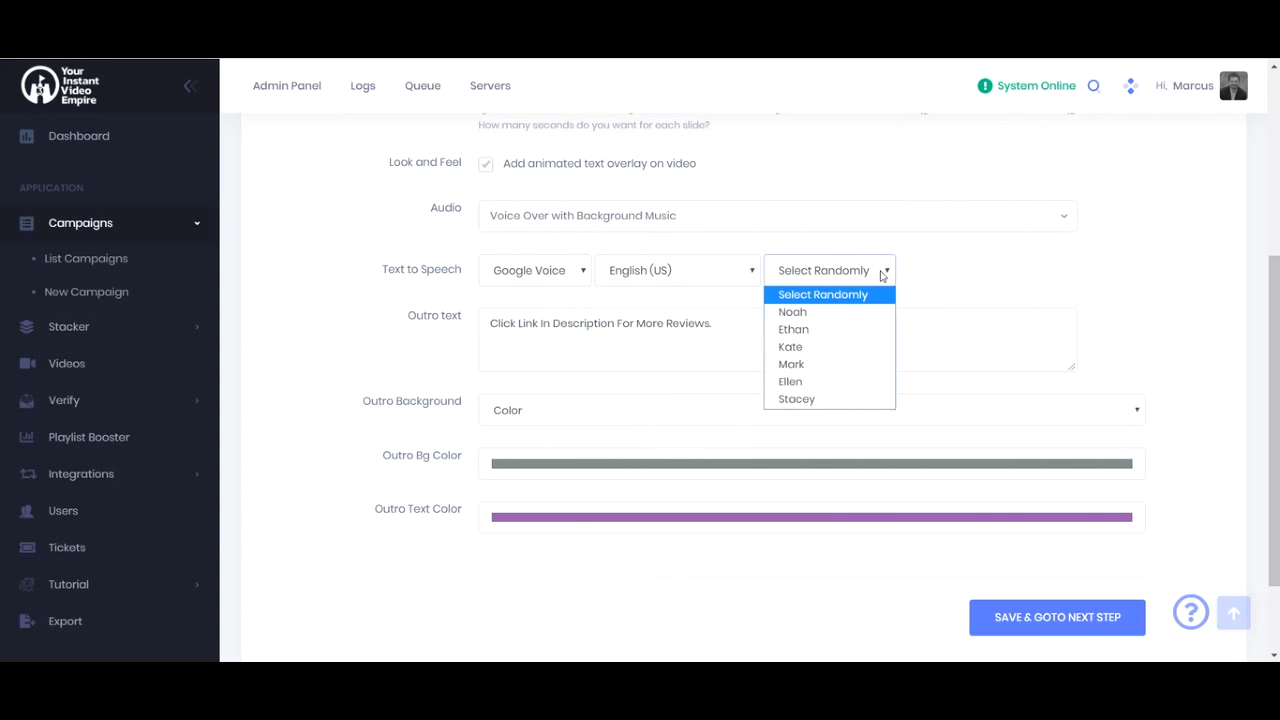 Your
Instant
Video
Empire
Admin Panel
Logs
Queue
Servers
System Online
Hi, Marcus
Dashboard
APPLICATION
Campaigns
List Campaigns
New Campaign
Stacker
Videos
Verify
Playlist Booster
Integrations
Users
Tickets
Tutorial
Export
How many seconds do you want for each slide?
Look and Feel
Add animated text overlay on video
Audio
Voice Over with Background Music
Text to Speech
Google Voice
English (US)
Select Randomly
Select Randomly
Noah
Ethan
Kate
Mark
Ellen
Stacey
Outro text
Click Link In Description For More Reviews.
Outro Background
Color
Outro Bg Color
Outro Text Color
SAVE & GOTO NEXT STEP